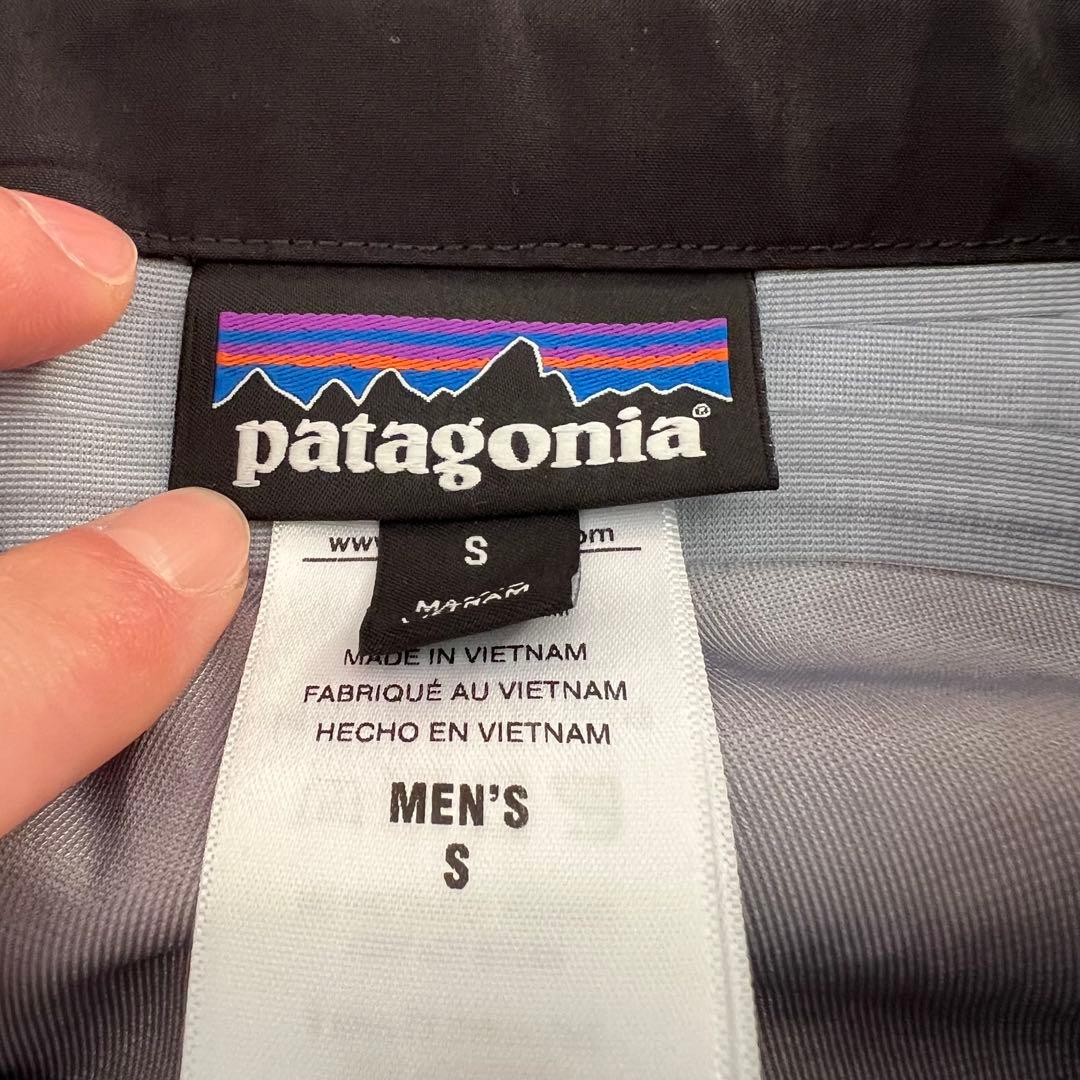 patagonia®
S
MADE IN VIETNAM
FABRIQUÉ AU VIETNAM
HECHO EN VIETNAM
MEN'S
S